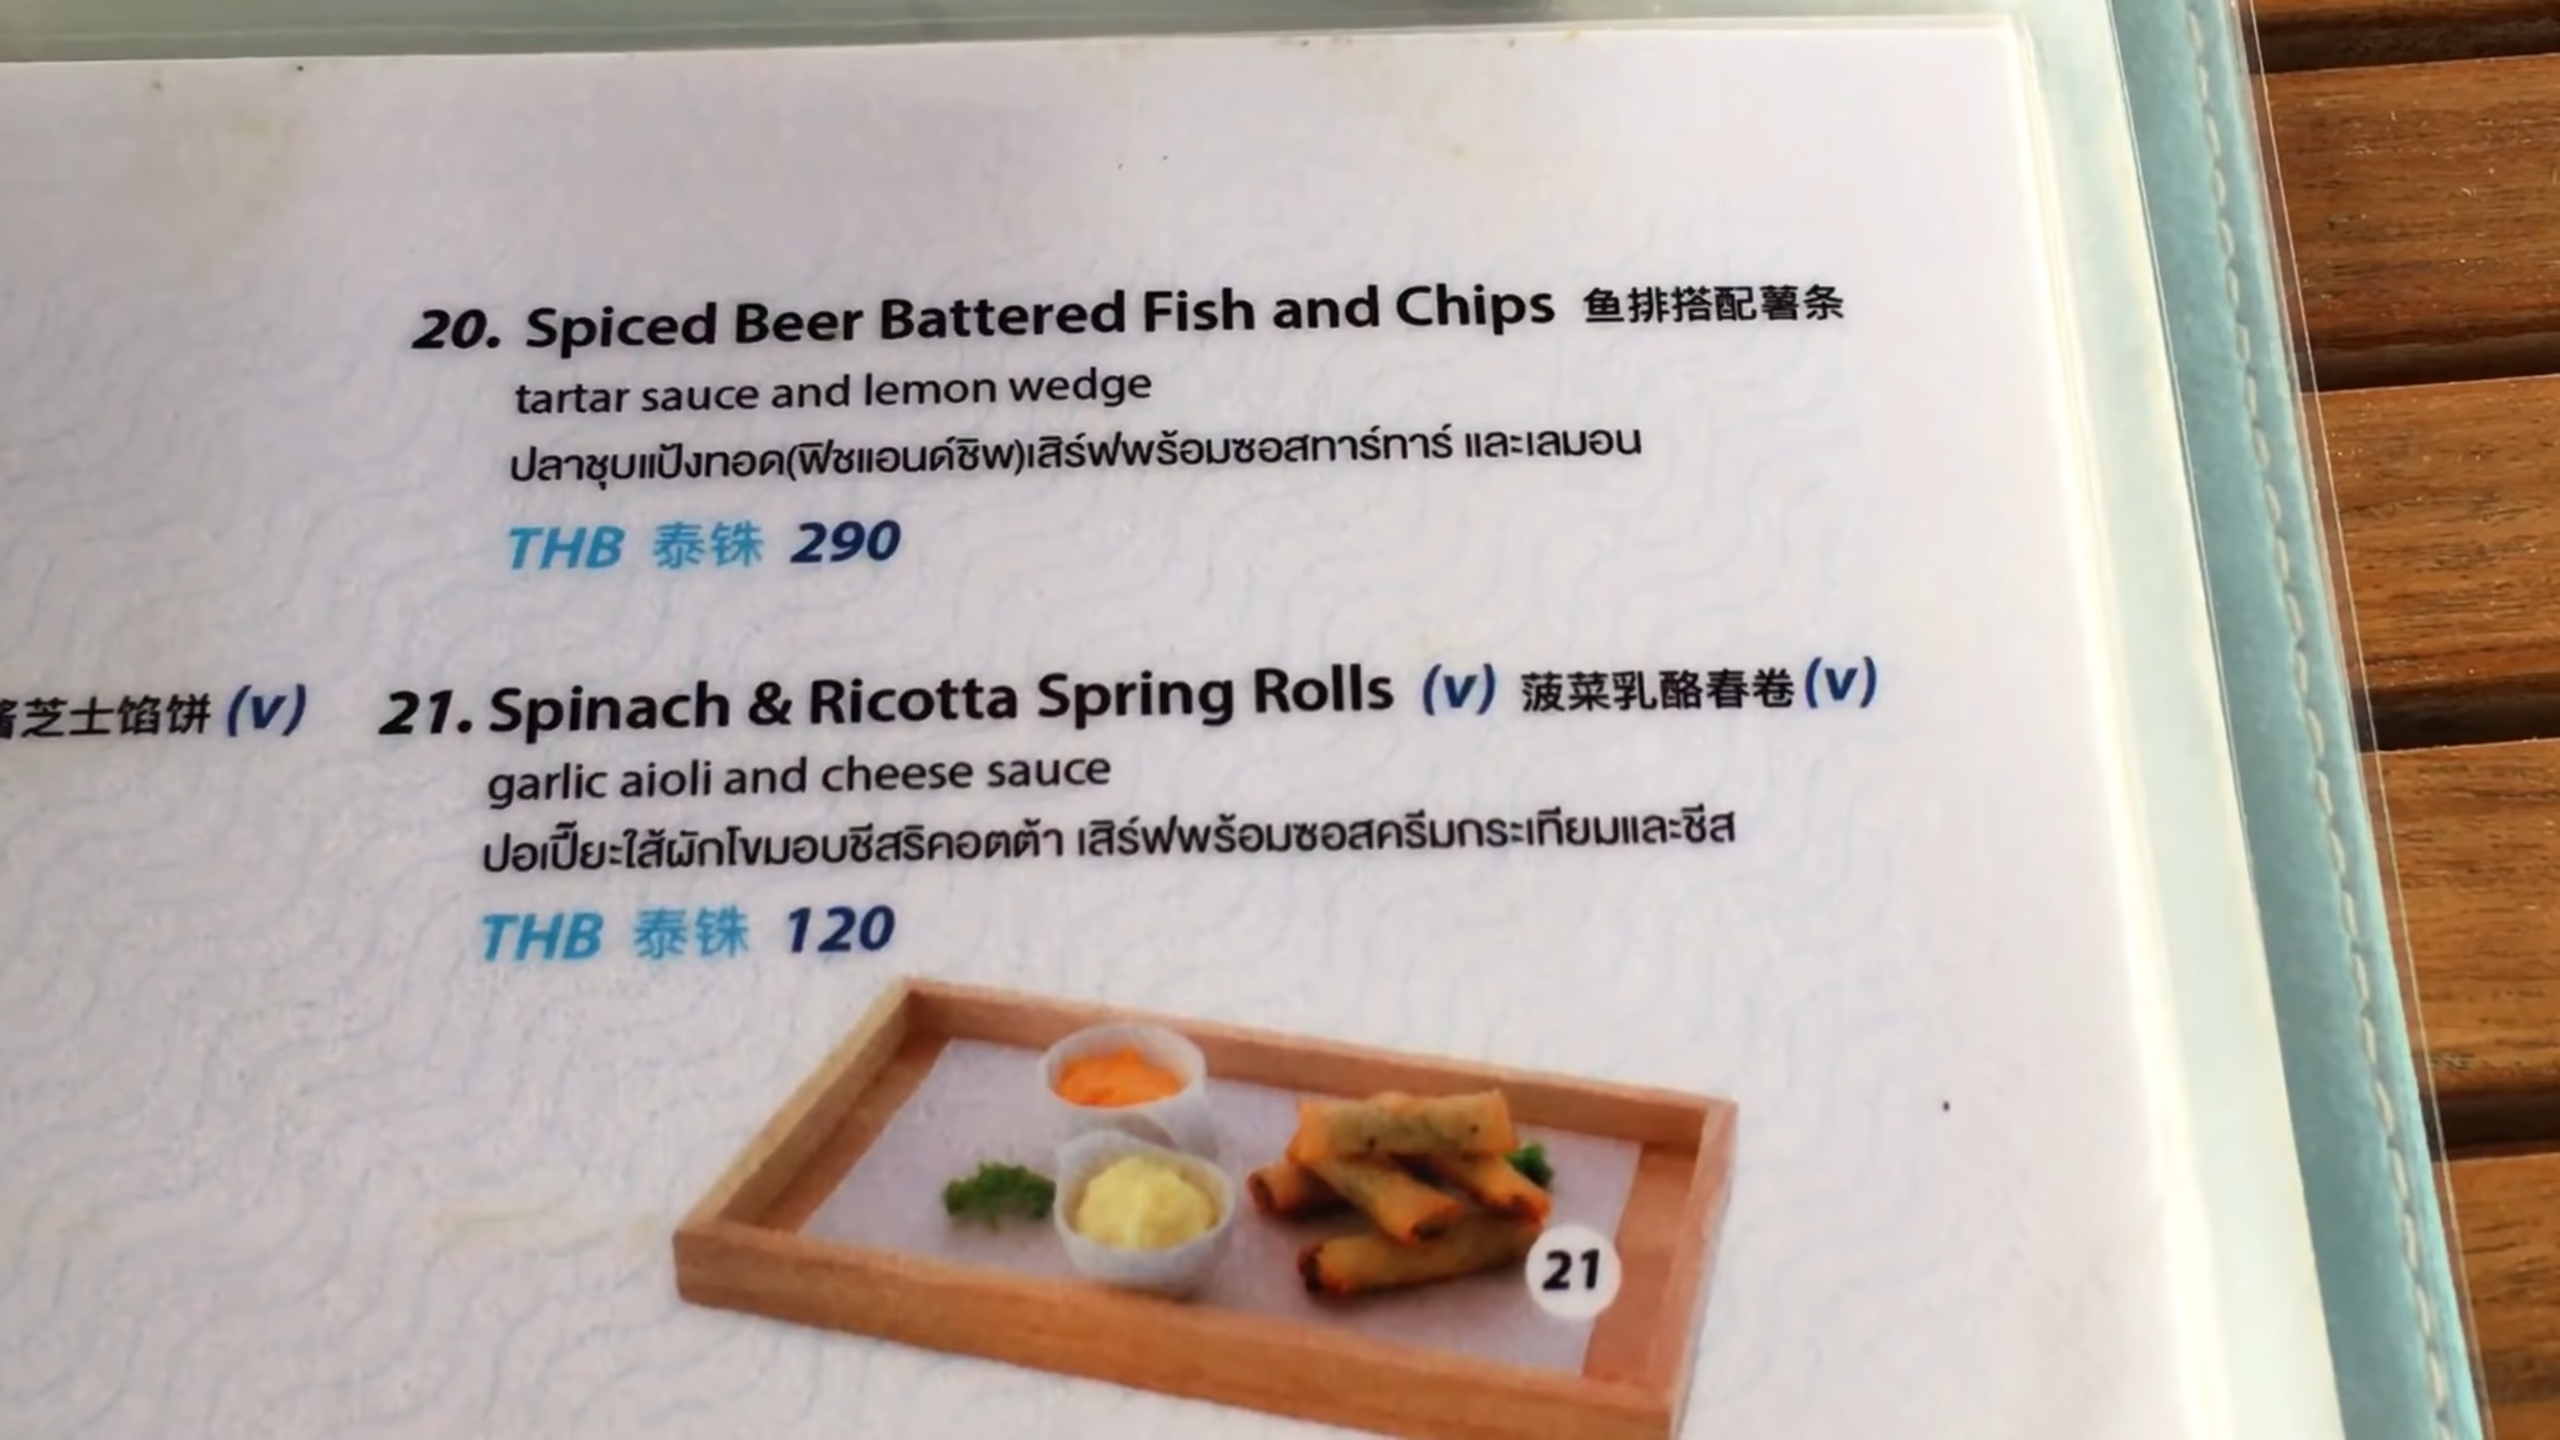 20. Spiced Beer Battered Fish and Chips 鱼排搭配薯条
tartar sauce and lemon wedge
ปลาชุบแป้งทอด(ฟิชแอนด์ชิพ)เสิร์ฟพร้อมซอสทาร์ทาร์ และเลมอน
THB 泰铢 290
芝士馅饼 (v)
21. Spinach & Ricotta Spring Rolls (v) 菠菜乳酪春卷 (v)
garlic aioli and cheese sauce
ปอเปี๊ยะไส้ผักโขมอบชีสริคอตต้า เสิร์ฟพร้อมซอสครีมกระเทียมและชีส
THB 泰铢 120
21